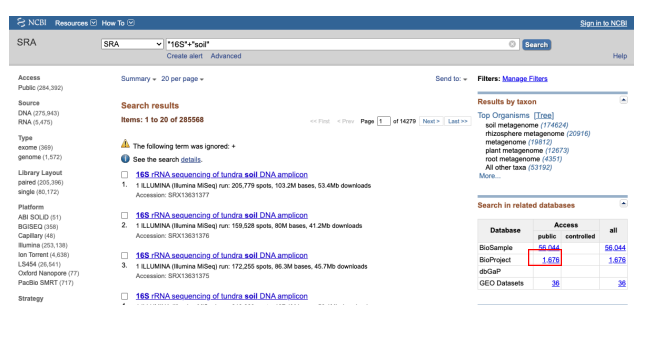 NCBI Resources How To Sign in to NCBI
SRA SRA "16S"+"soil" Search
Create alert Advanced Help
Access
Public (284,392)
Source
DNA (275,943)
RNA (5,475)
Type
exome (369)
genome (1,572)
Library Layout
paired (205,396)
single (80,172)
Platform
ABI SOLID (51)
BGISEQ (358)
Capillary (48)
Illumina (253,138)
Ion Torrent (4,638)
LS454 (26,541)
Oxford Nanopore (77)
PacBio SMRT (717)
Strategy
Summary 20 per page Send to:
Search results
Items: 1 to 20 of 285568
<< First < Prev Page 1 of 14279 Next > Last >>
The following term was ignored: +
See the search details.
16S rRNA sequencing of tundra soil DNA amplicon
1. 1 ILLUMINA (Illumina MiSeq) run: 205,779 spots, 103.2M bases, 53.4Mb downloads
Accession: SRX13631377
16S rRNA sequencing of tundra soil DNA amplicon
2. 1 ILLUMINA (Illumina MiSeq) run: 159,528 spots, 80M bases, 41.2Mb downloads
Accession: SRX13631376
16S rRNA sequencing of tundra soil DNA amplicon
3. 1 ILLUMINA (Illumina MiSeq) run: 172,255 spots, 86.3M bases, 45.7Mb downloads
Accession: SRX13631375
16S rRNA sequencing of tundra soil DNA amplicon
Filters: Manage Filters
Results by taxon
Top Organisms [Tree]
soil metagenome (174624)
rhizosphere metagenome (20916)
metagenome (19812)
plant metagenome (12673)
root metagenome (4351)
All other taxa (53192)
More...
Search in related databases
Database Access all
public controlled
BioSample 56,044 56,044
BioProject 1,676 1,676
dbGaP
GEO Datasets 36 36